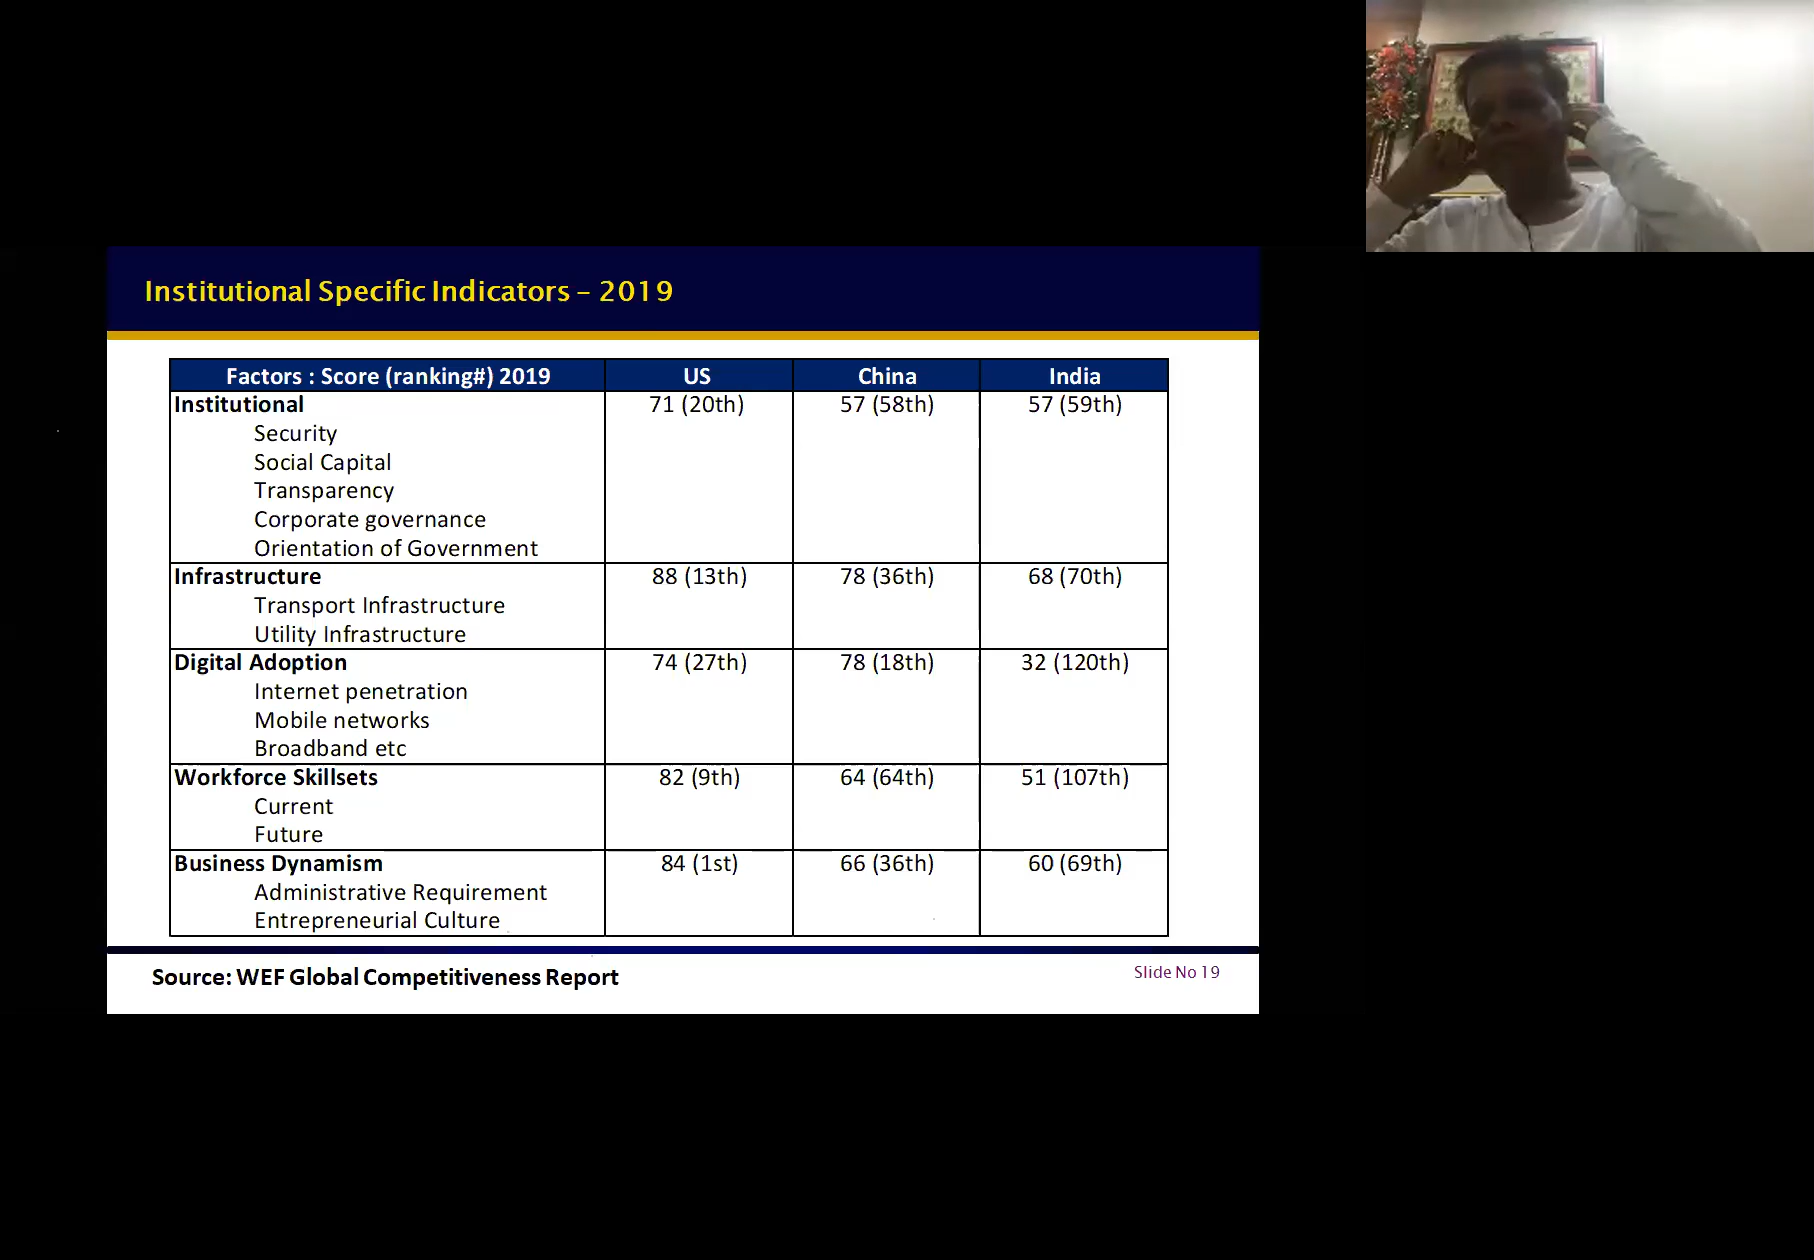 Institutional Specific Indicators – 2019
Factors : Score (ranking#) 2019 US China India
Institutional 71 (20th) 57 (58th) 57 (59th)
Security
Social Capital
Transparency
Corporate governance
Orientation of Government
Infrastructure 88 (13th) 78 (36th) 68 (70th)
Transport Infrastructure
Utility Infrastructure
Digital Adoption 74 (27th) 78 (18th) 32 (120th)
Internet penetration
Mobile networks
Broadband etc
Workforce Skillsets 82 (9th) 64 (64th) 51 (107th)
Current
Future
Business Dynamism 84 (1st) 66 (36th) 60 (69th)
Administrative Requirement
Entrepreneurial Culture
Source: WEF Global Competitiveness Report
Slide No 19